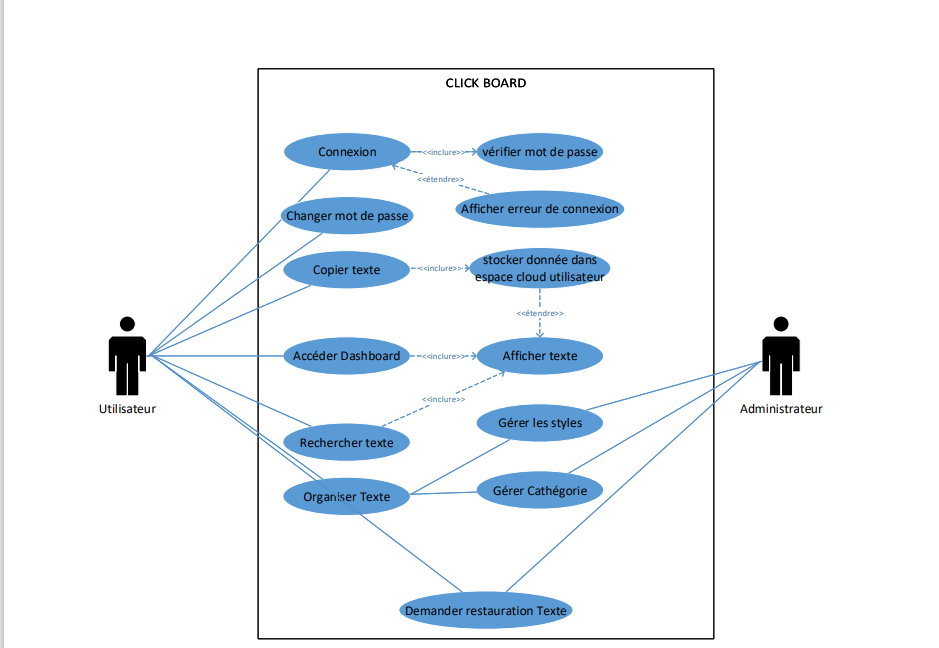 CLICK BOARD
Connexion
<<inclure>>
vérifier mot de passe
<<étendre>>
Changer mot de passe
Afficher erreur de connexion
Copier texte
<<inclure>>
stocker donnée dans
espace cloud utilisateur
<<étendre>>
Accéder Dashboard
<<inclure>>
Afficher texte
<<inclure>>
Utilisateur
Administrateur
Gérer les styles
Rechercher texte
Organiser Texte
Gérer Cathégorie
Demander restauration Texte